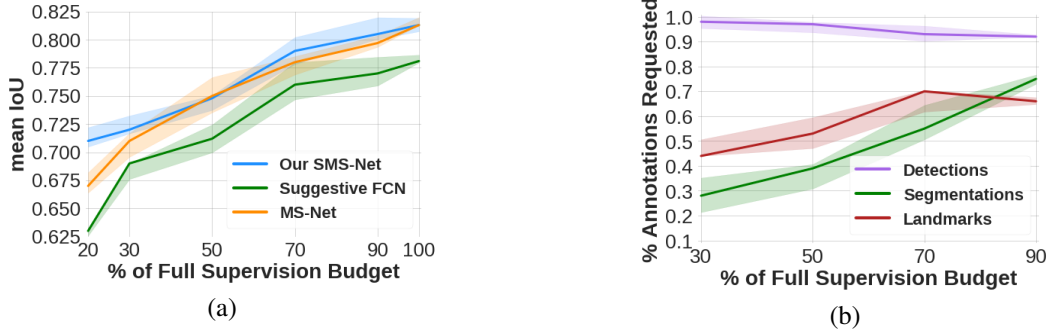 mean IoU
0.825
0.800
0.775
0.750
0.725
0.700
0.675
0.650
0.625
20 30 50 70 90 100
% of Full Supervision Budget
Our SMS-Net
Suggestive FCN
MS-Net
(a)
% Annotations Requested
1.0
0.9
0.8
0.7
0.6
0.5
0.4
0.3
0.2
0.1
30 50 70 90
% of Full Supervision Budget
Detections
Segmentations
Landmarks
(b)